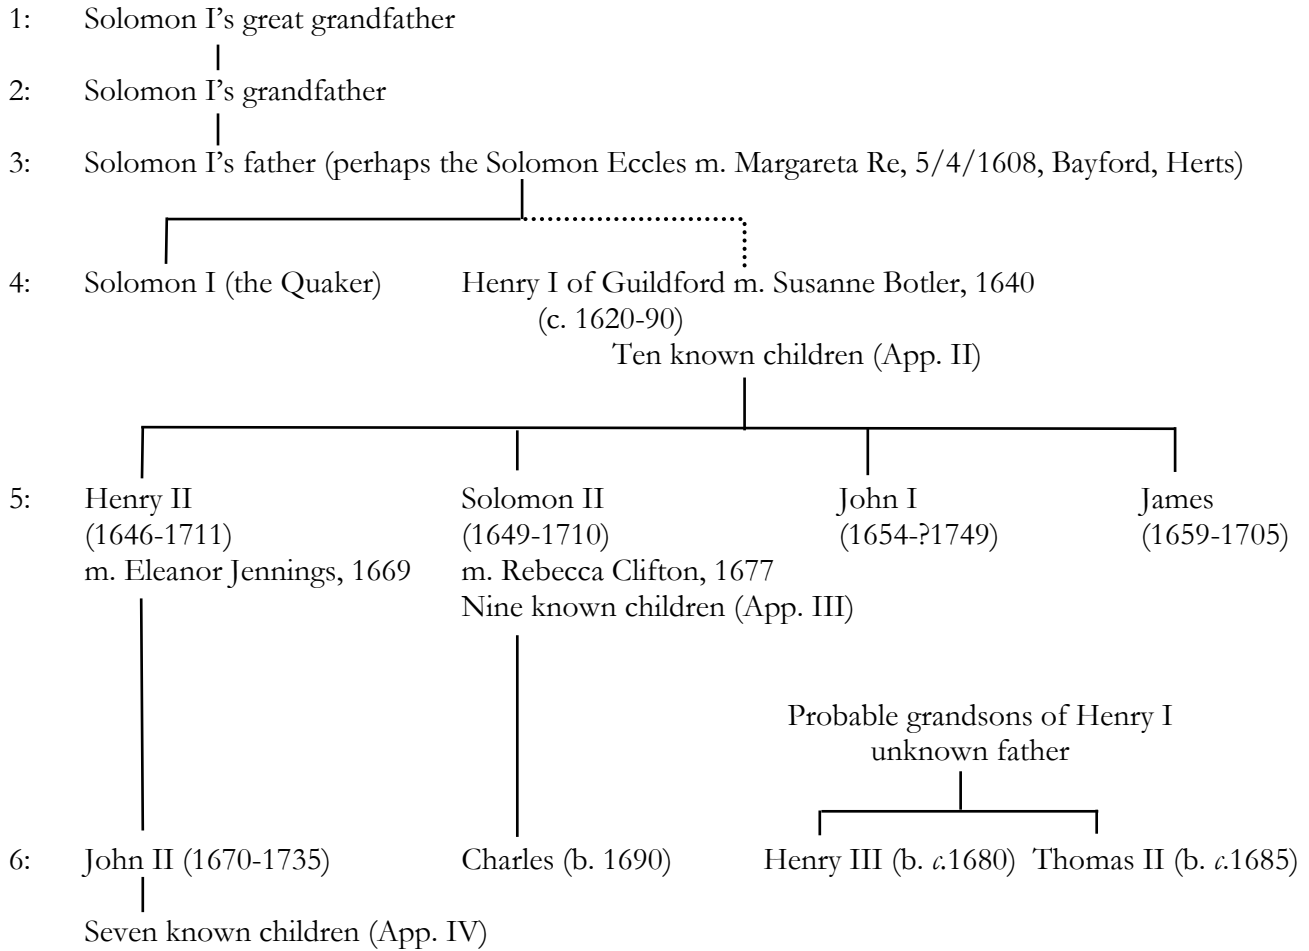 1: Solomon I's great grandfather
2: Solomon I's grandfather
3: Solomon I's father (perhaps the Solomon Eccles m. Margareta Re, 5/4/1608, Bayford, Herts)
4: Solomon I (the Quaker) Henry I of Guildford m. Susanne Botler, 1640
(c. 1620-90)
Ten known children (App. II)
5: Henry II Solomon II John I James
(1646-1711) (1649-1710) (1654-?1749) (1659-1705)
m. Eleanor Jennings, 1669 m. Rebecca Clifton, 1677
Nine known children (App. III)
Probable grandsons of Henry I
unknown father
6: John II (1670-1735) Charles (b. 1690) Henry III (b. c.1680) Thomas II (b. c.1685)
Seven known children (App. IV)